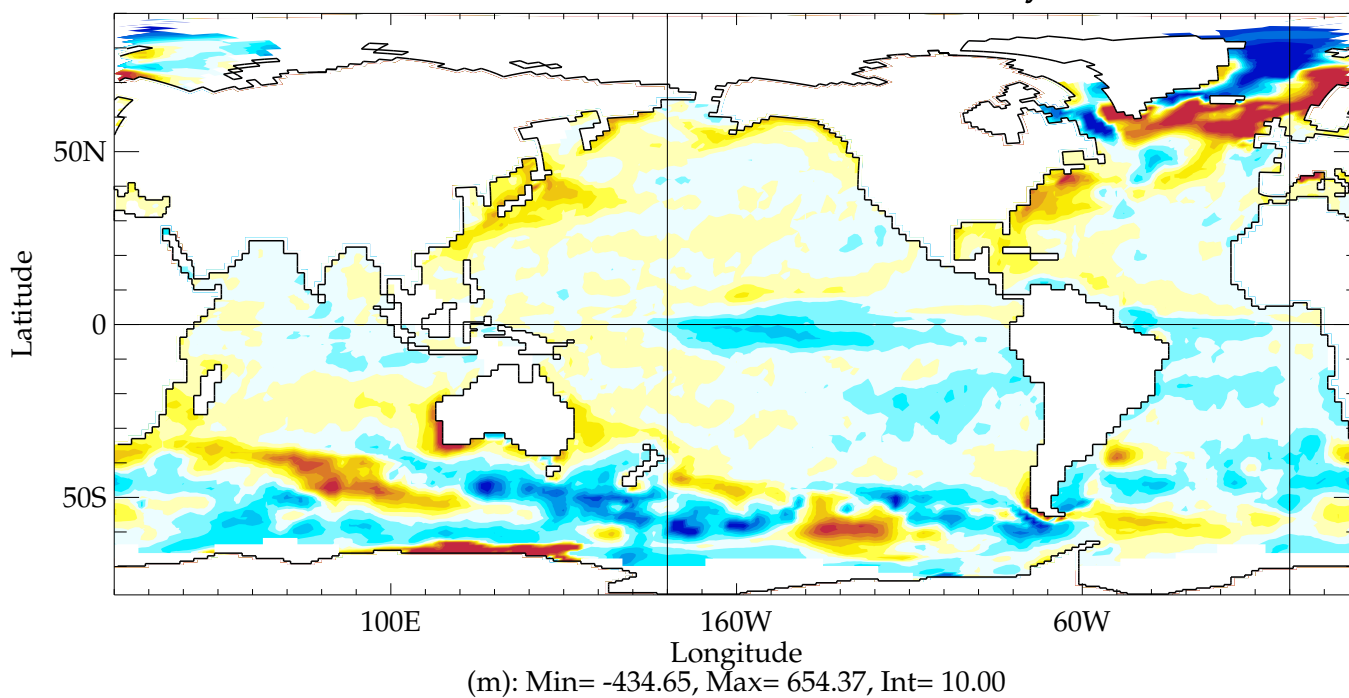 50N
0
50S
Latitude
100E
160W
60W
Longitude
(m): Min= -434.65, Max= 654.37, Int= 10.00